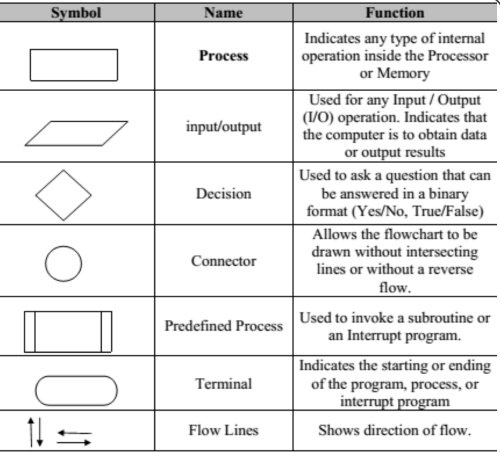 Symbol Name Function
Process
Indicates any type of internal
operation inside the Processor
or Memory
input/output
Used for any Input / Output
(I/O) operation. Indicates that
the computer is to obtain data
or output results
Decision
Used to ask a question that can
be answered in a binary
format (Yes/No, True/False)
Connector
Allows the flowchart to be
drawn without intersecting
lines or without a reverse
flow.
Predefined Process
Used to invoke a subroutine or
an Interrupt program.
Terminal
Indicates the starting or ending
of the program, process, or
interrupt program
Flow Lines
Shows direction of flow.